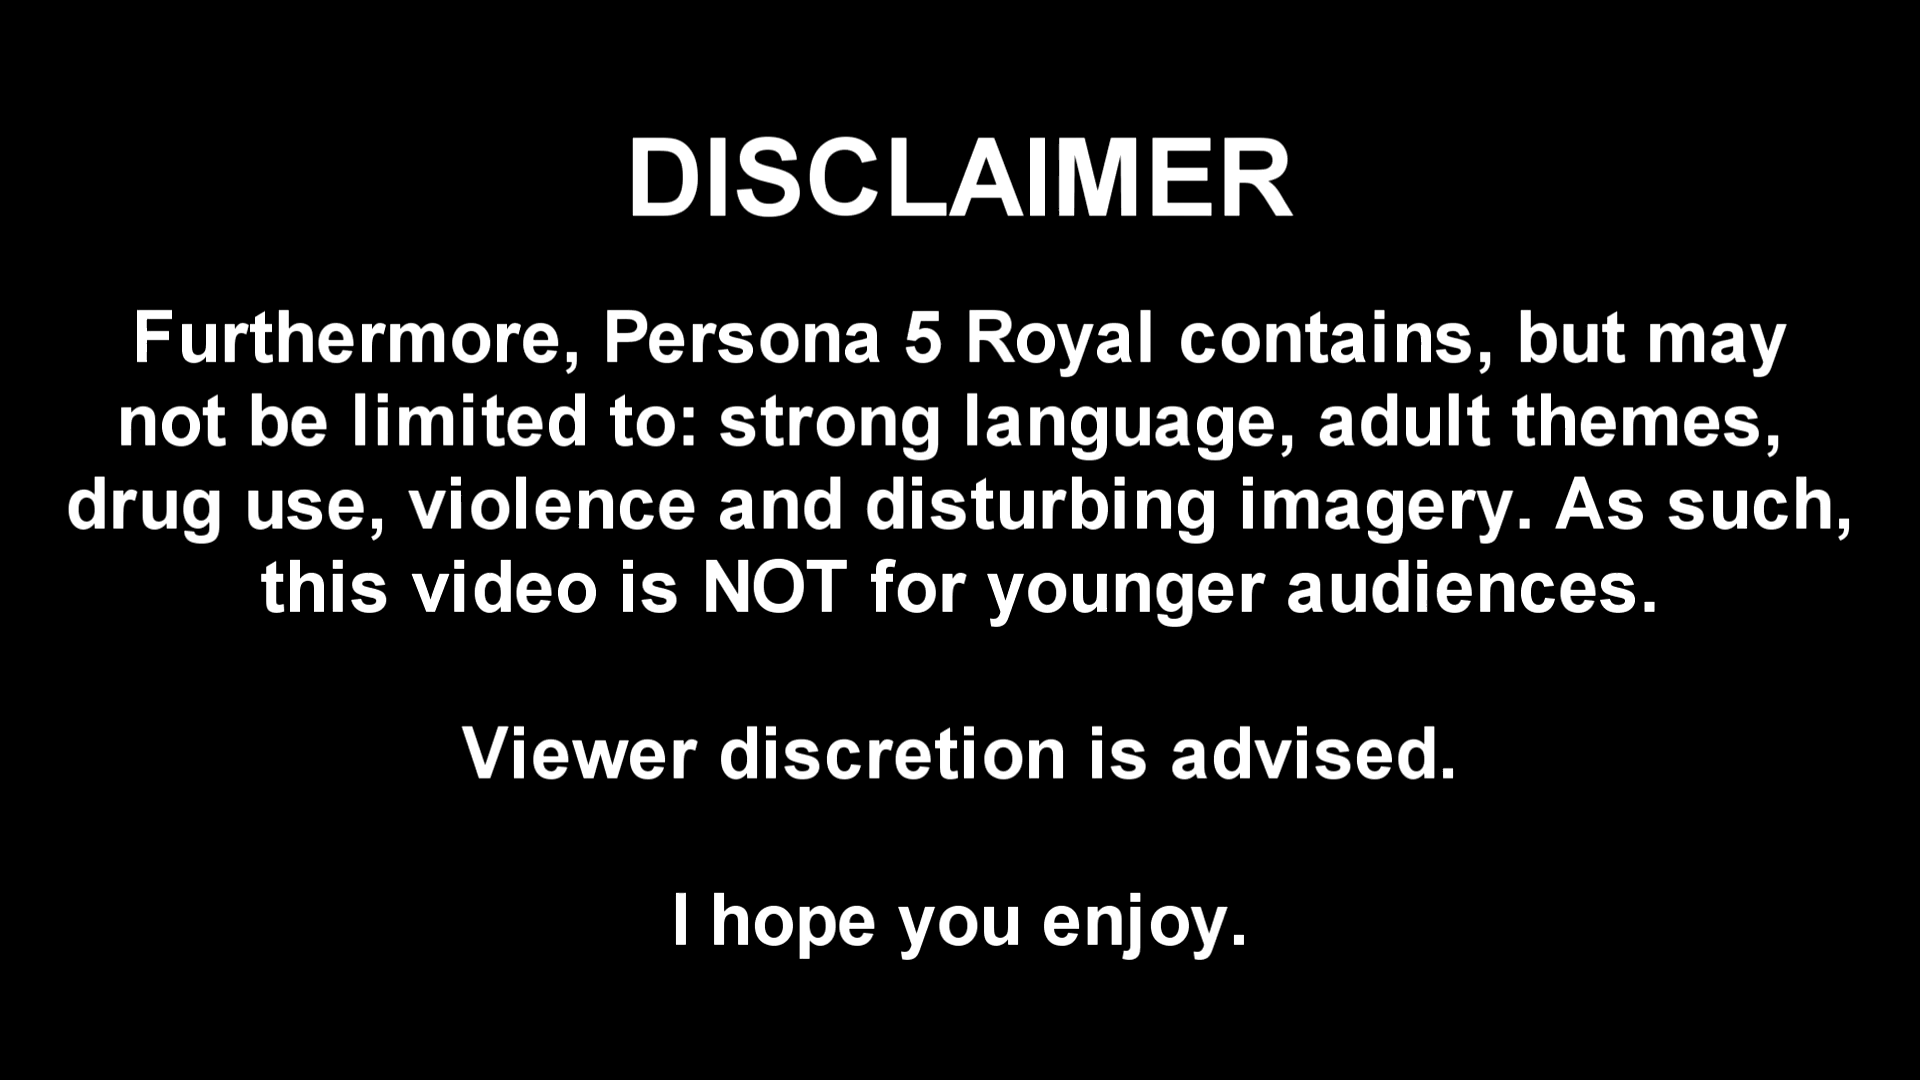 DISCLAIMER
Furthermore, Persona 5 Royal contains, but may
not be limited to: strong language, adult themes,
drug use, violence and disturbing imagery. As such,
this video is NOT for younger audiences.
Viewer discretion is advised.
I hope you enjoy.